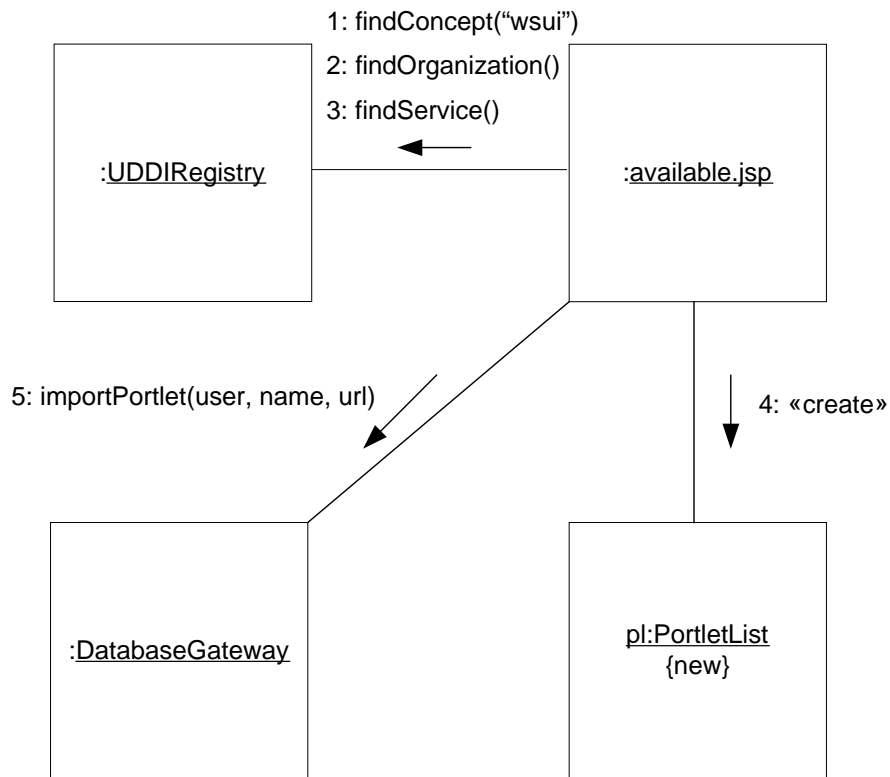 1: findConcept(“wsui”)
2: findOrganization()
3: findService()
:UDDIRegistry
:available.jsp
5: importPortlet(user, name, url)
4: «create»
:DatabaseGateway
pl:PortletList
{new}